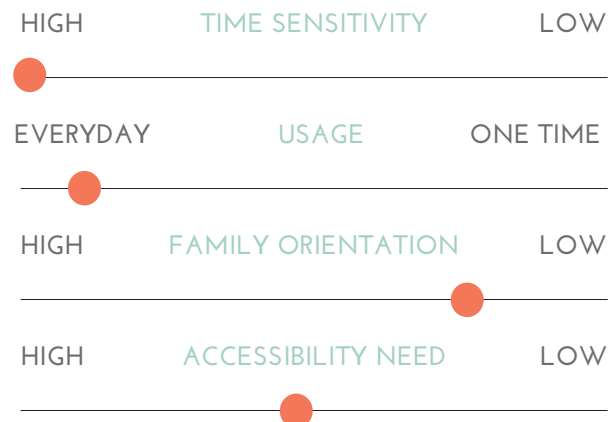 HIGH TIME SENSITIVITY LOW
EVERYDAY USAGE ONE TIME
HIGH FAMILY ORIENTATION LOW
HIGH ACCESSIBILITY NEED LOW